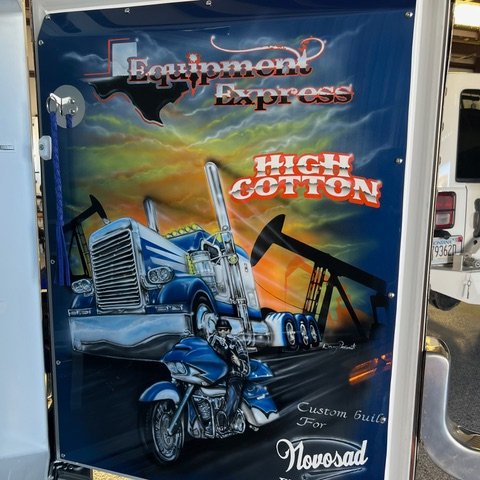 Equipment
Express
HIGH
COTTON
Custom built
For
Novosad